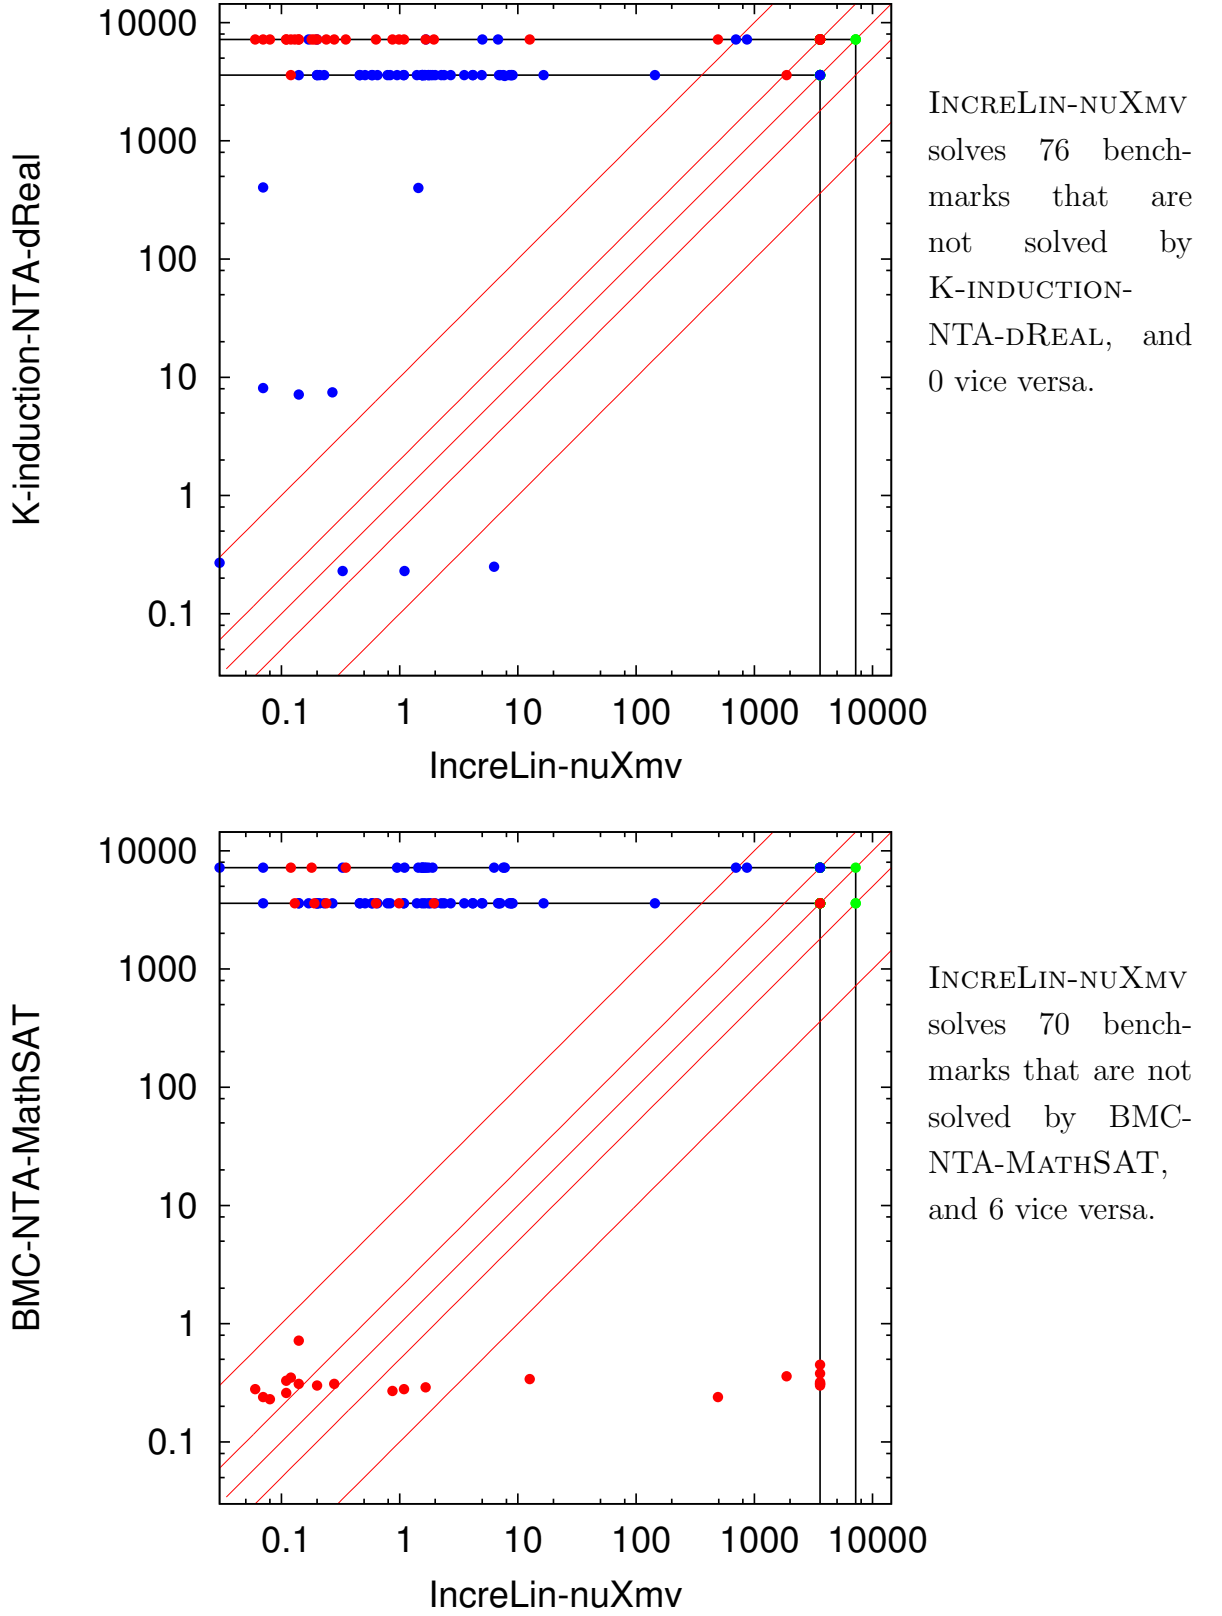 10000
1000
100
10
1
0.1
K-induction-NTA-dReal
0.1 1 10 100 1000 10000
IncreLin-nuXmv
INCRELIN-NUXMV
solves 76 bench-
marks that are
not solved by
K-INDUCTION-
NTA-DREAL, and
0 vice versa.
10000
1000
100
10
1
0.1
BMC-NTA-MathSAT
0.1 1 10 100 1000 10000
IncreLin-nuXmv
INCRELIN-NUXMV
solves 70 bench-
marks that are not
solved by BMC-
NTA-MATHSAT,
and 6 vice versa.